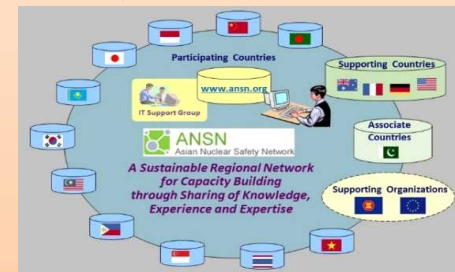 Participating Countries
www.ansn.org
IT Support Group
Supporting Countries
Associate
Countries
Supporting Organizations
ANSN
Asian Nuclear Safety Network
A Sustainable Regional Network
for Capacity Building
through Sharing of Knowledge,
Experience and Expertise